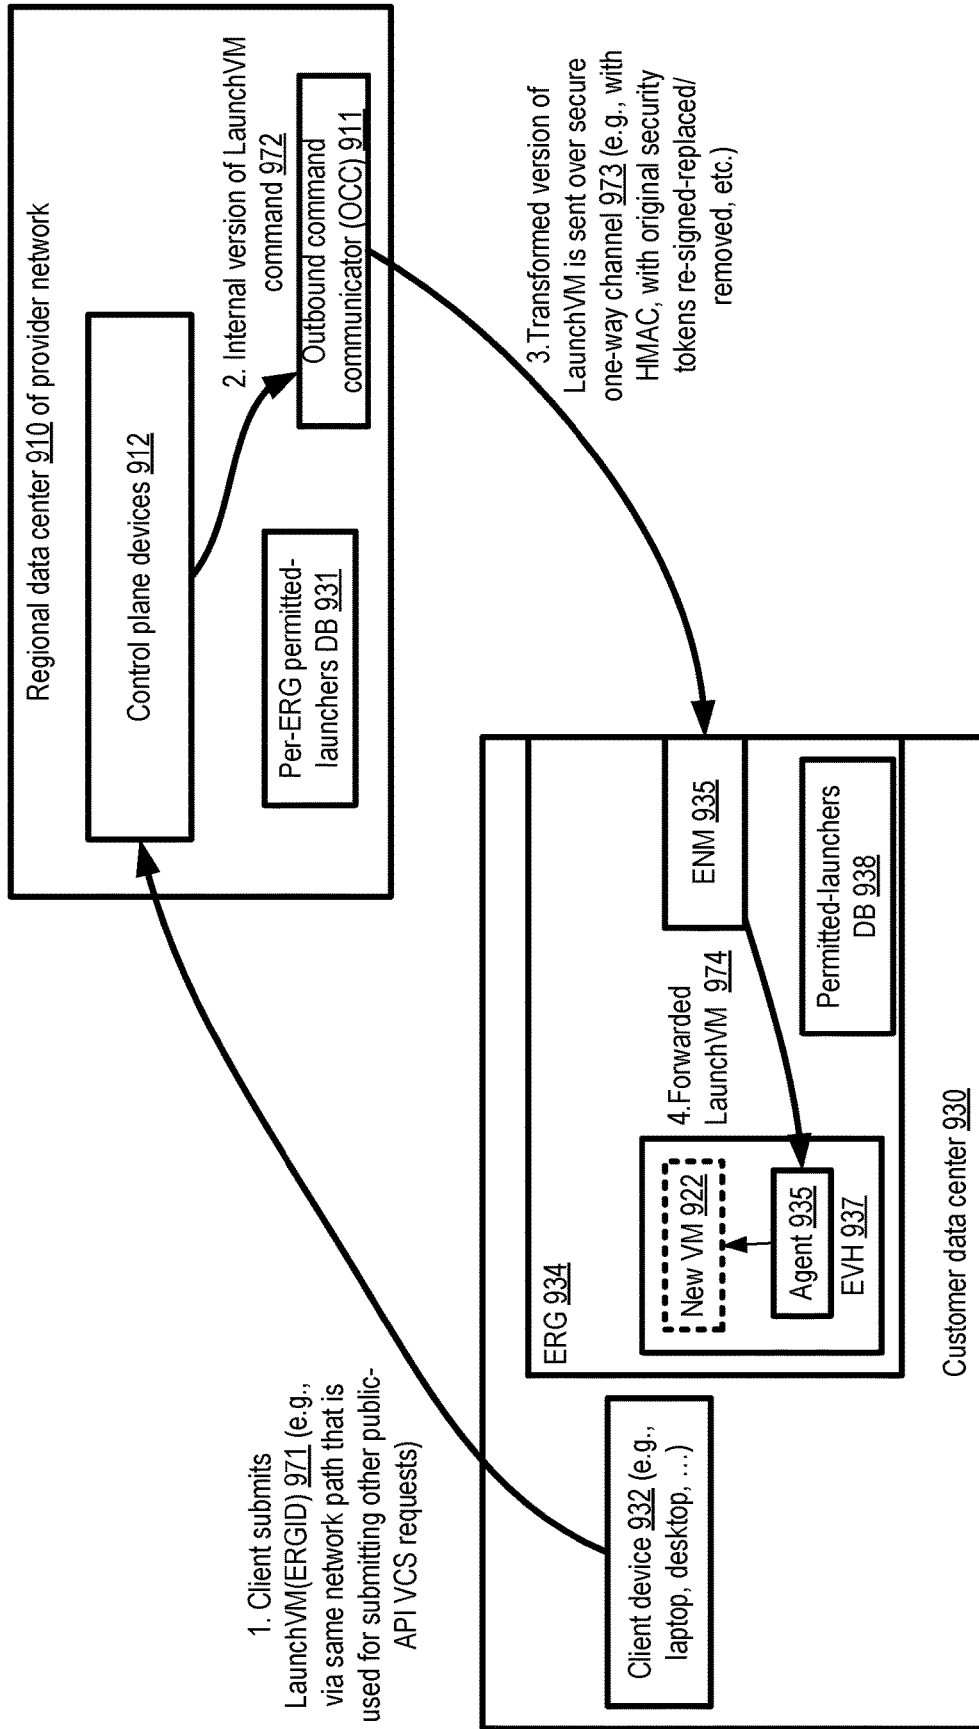 Regional data center 910 of provider network
Control plane devices 912
2. Internal version of LaunchVM
command 972
Per-ERG permitted-
launchers DB 931
Outbound command
communicator (OCC) 911
1. Client submits
LaunchVM(ERGID) 971 (e.g.,
via same network path that is
used for submitting other public-
API VCS requests)
3.Transformed version of
LaunchVM is sent over secure
one-way channel 973 (e.g., with
HMAC, with original security
tokens re-signed-replaced/
removed, etc.)
Client device 932 (e.g.,
laptop, desktop, …)
ERG 934
New VM 922
Agent 935
EVH 937
4.Forwarded
LaunchVM 974
ENM 935
Permitted-launchers
DB 938
Customer data center 930